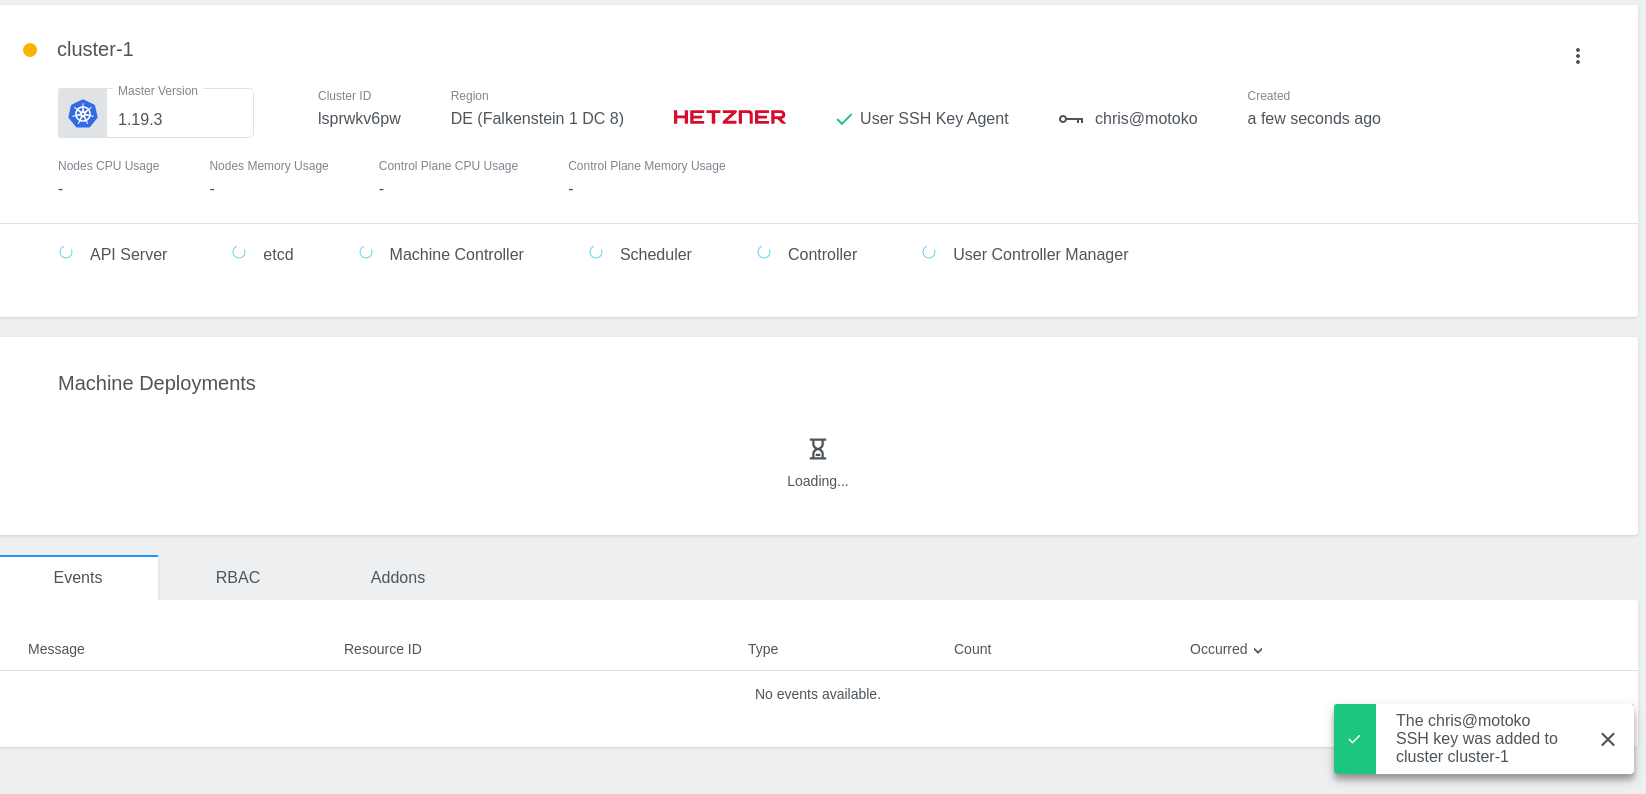 cluster-1
Master Version
1.19.3
Cluster ID
lsprwkv6pw
Region
DE (Falkenstein 1 DC 8)
HETZNER
User SSH Key Agent
chris@motoko
Created
a few seconds ago
Nodes CPU Usage
-
Nodes Memory Usage
-
Control Plane CPU Usage
-
Control Plane Memory Usage
-
API Server
etcd
Machine Controller
Scheduler
Controller
User Controller Manager
Machine Deployments
Loading...
Events
RBAC
Addons
Message
Resource ID
Type
Count
Occurred
No events available.
The chris@motoko
SSH key was added to
cluster cluster-1